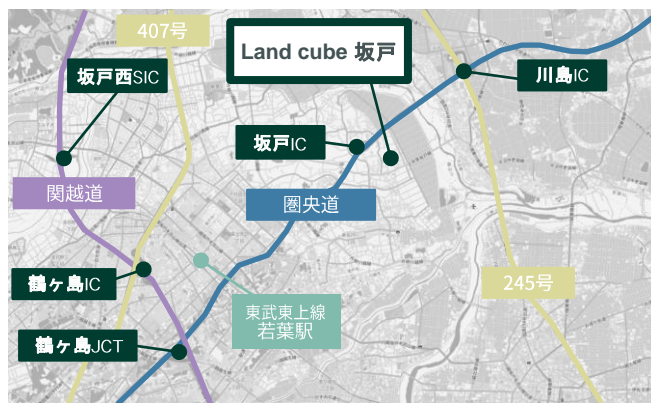 407号
Land cube 坂戸
坂戸西SIC
川島IC
坂戸IC
関越道
圏央道
鶴ヶ島IC
245号
東武東上線
若葉駅
鶴ヶ島JCT